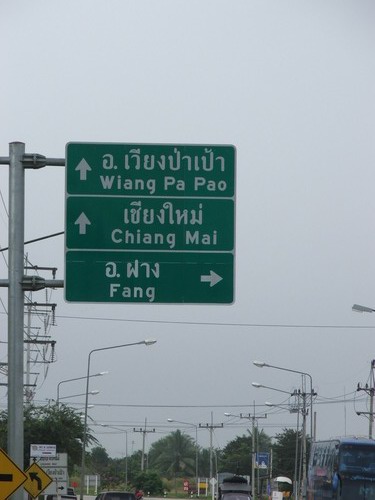 อ. เวียงป่าเป้า
Wiang Pa Pao
เชียงใหม่
Chiang Mai
อ. ฝาง
Fang